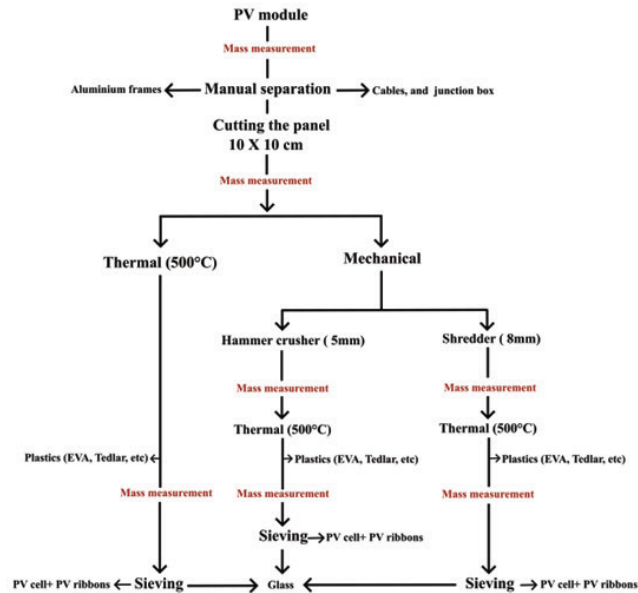 PV module
Mass measurement
Aluminium frames
Manual separation
Cables, and junction box
Cutting the panel
10 X 10 cm
Mass measurement
Thermal (500°C)
Mechanical
Hammer crusher ( 5mm)
Shredder ( 8mm)
Mass measurement
Mass measurement
Thermal (500°C)
Thermal (500°C)
Plastics (EVA, Tedlar, etc)
Plastics (EVA, Tedlar, etc)
Plastics (EVA, Tedlar, etc)
Mass measurement
Mass measurement
Mass measurement
Sieving
PV cell+ PV ribbons
PV cell+ PV ribbons
Sieving
Glass
Sieving
PV cell+ PV ribbons